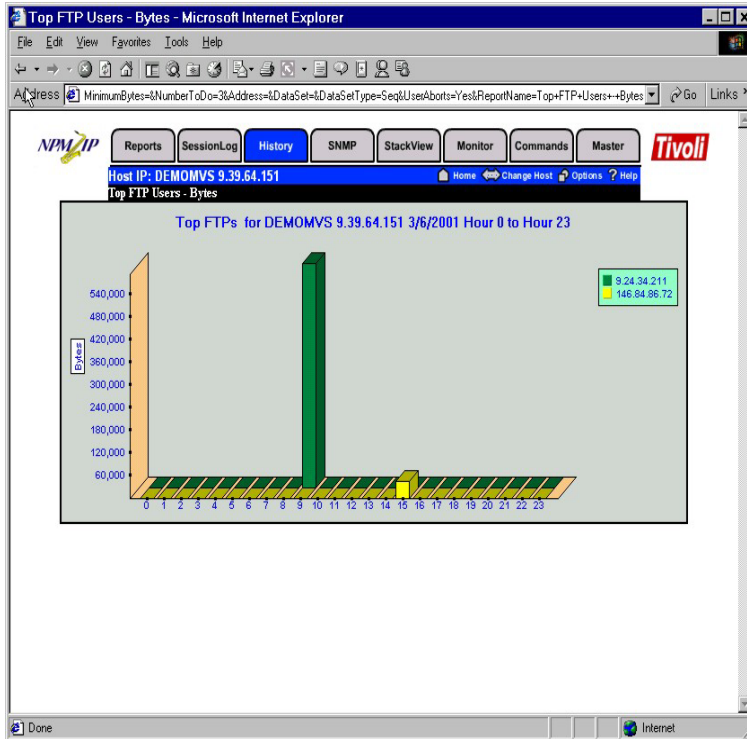 Top FTP Users - Bytes - Microsoft Internet Explorer
File Edit View Favorites Tools Help
Address MinimumBytes=&NumberToDo=3&Address=&DataSet=&DataSetType=Seq&UserAborts=Yes&ReportName=Top+FTP+Users+-+Bytes Go Links
NPM/IP Reports SessionLog History SNMP StackView Monitor Commands Master Tivoli
Host IP: DEMOMVS 9.39.64.151 Home Change Host Options ? Help
Top FTP Users - Bytes
Top FTPs for DEMOMVS 9.39.64.151 3/6/2001 Hour 0 to Hour 23
9.24.34.211
146.84.86.72
Bytes
540,000
480,000
420,000
360,000
300,000
240,000
180,000
120,000
60,000
0 1 2 3 4 5 6 7 8 9 10 11 12 13 14 15 16 17 18 19 20 21 22 23
Done Internet